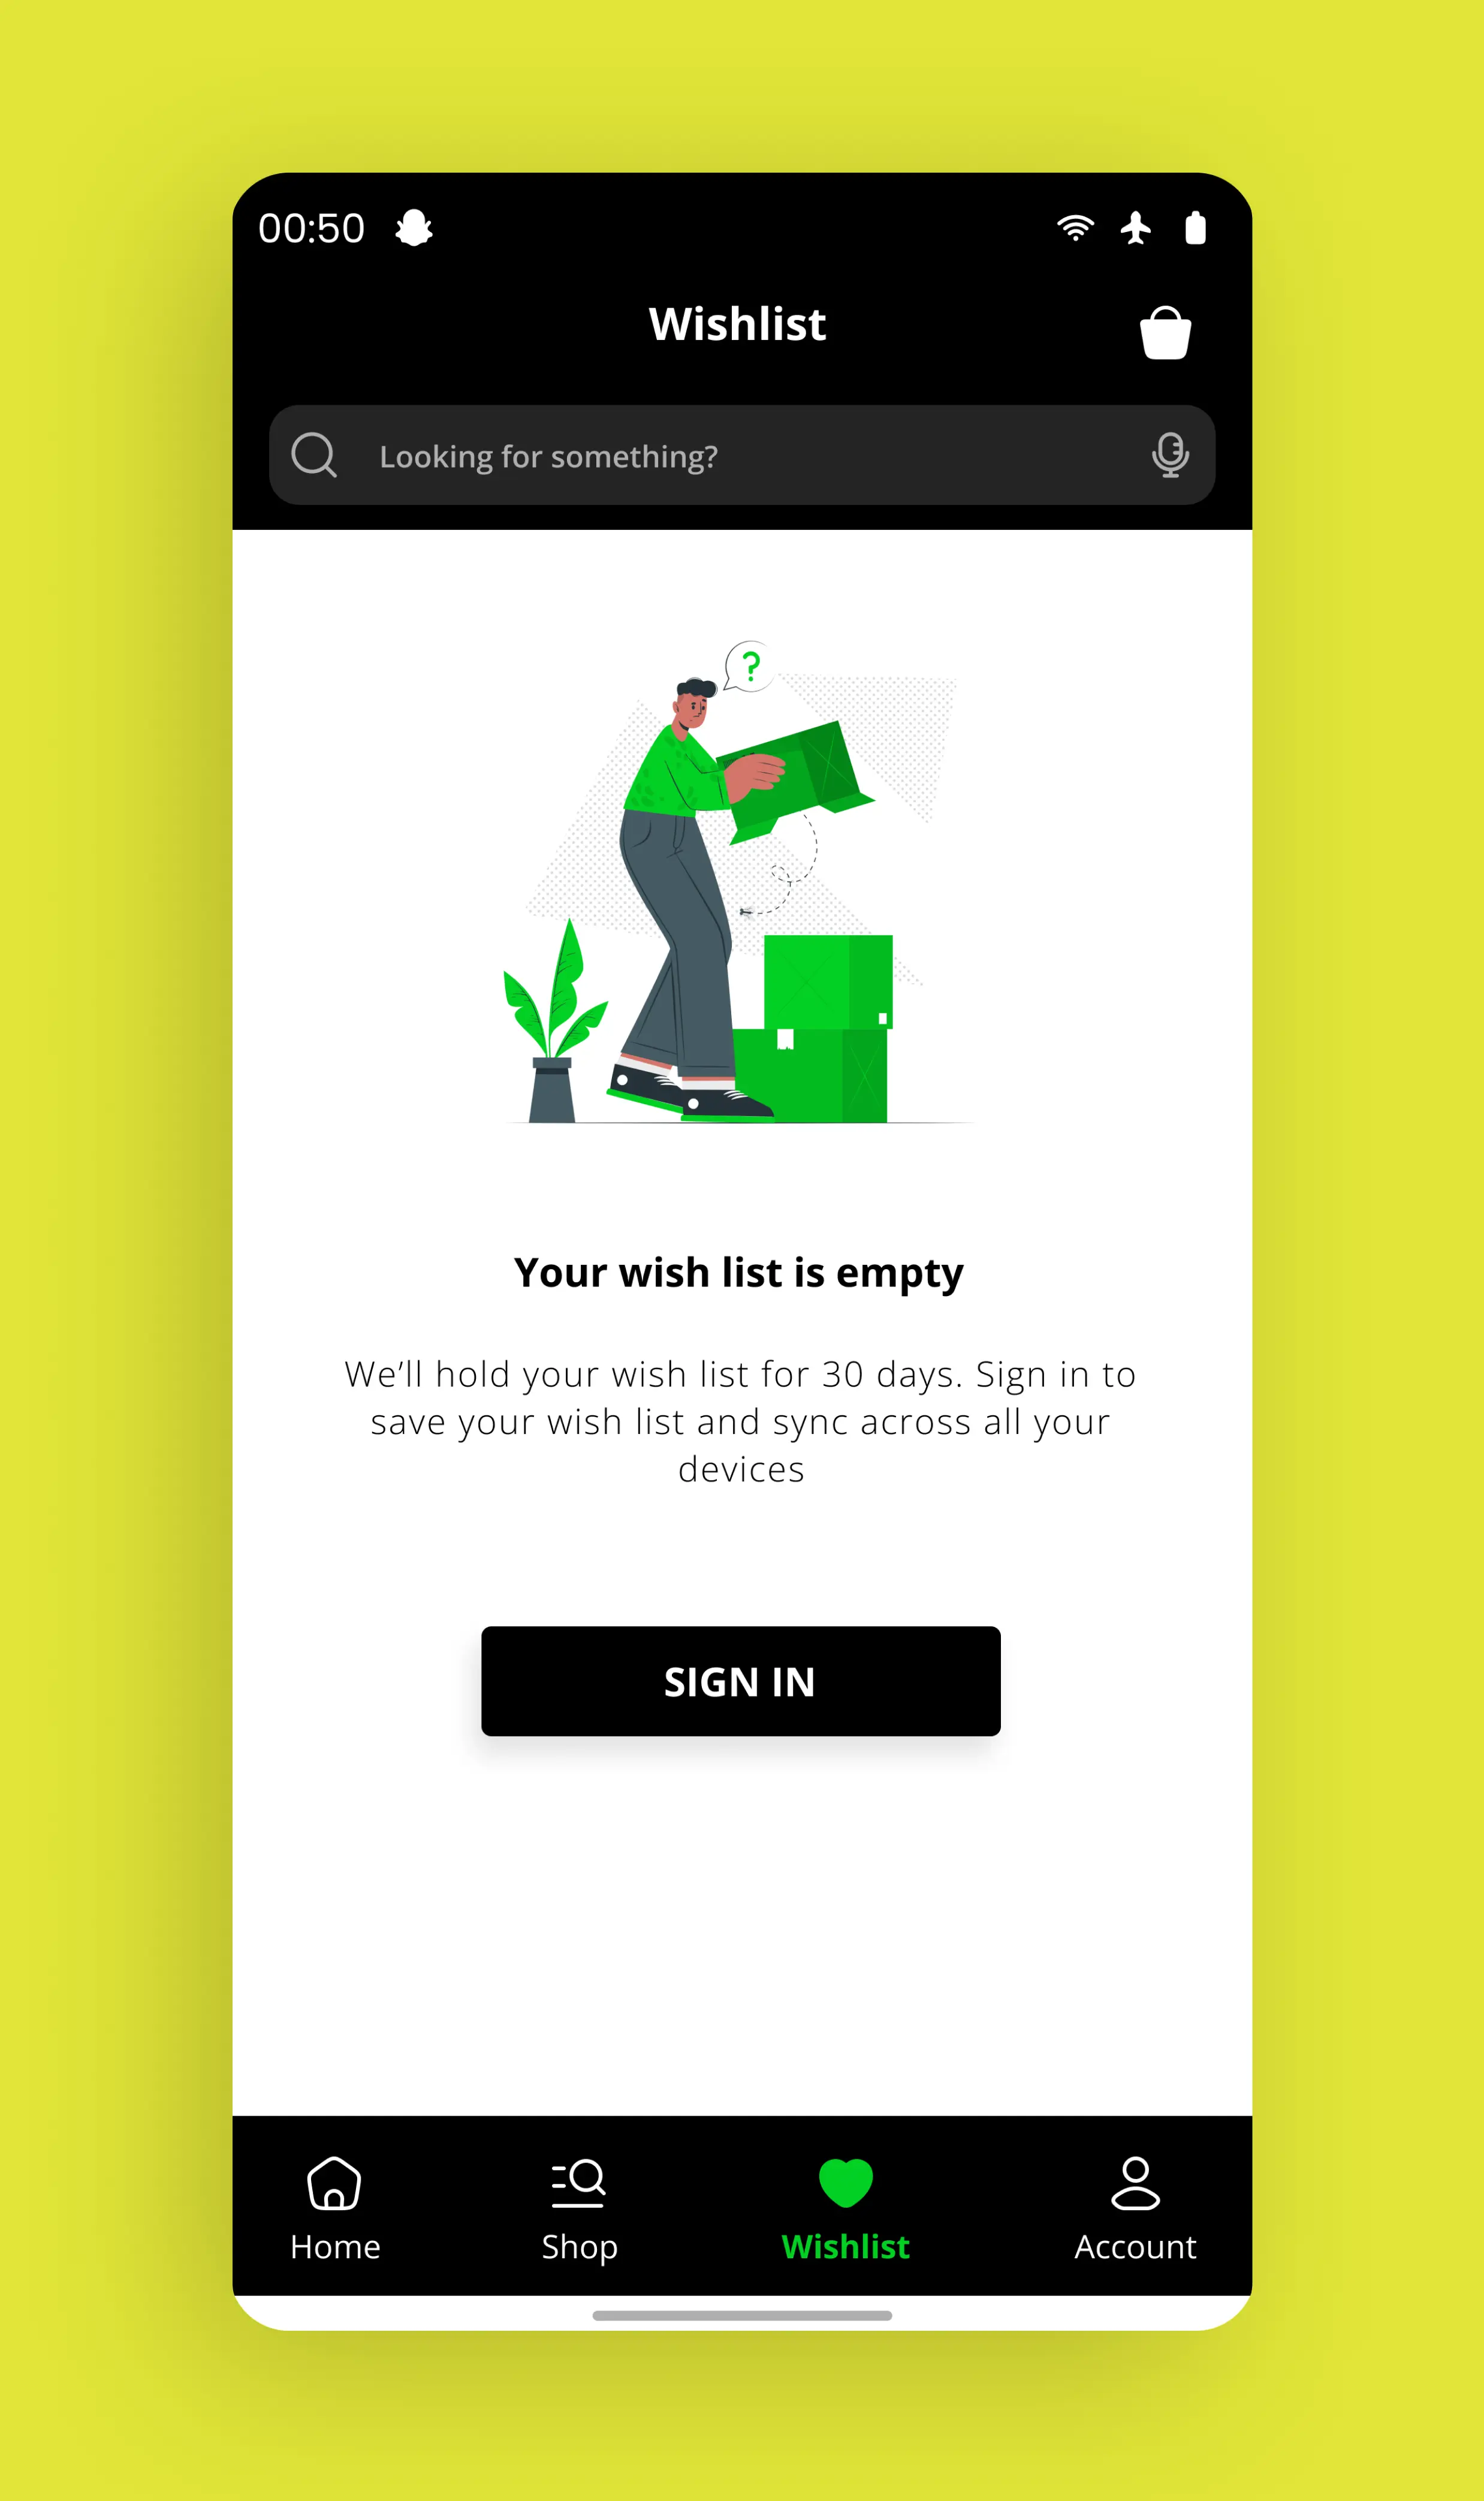 00:50
Wishlist
Looking for something?
?
Your wish list is empty
We'll hold your wish list for 30 days. Sign in to
save your wish list and sync across all your
devices
SIGN IN
Home
Shop
Wishlist
Account